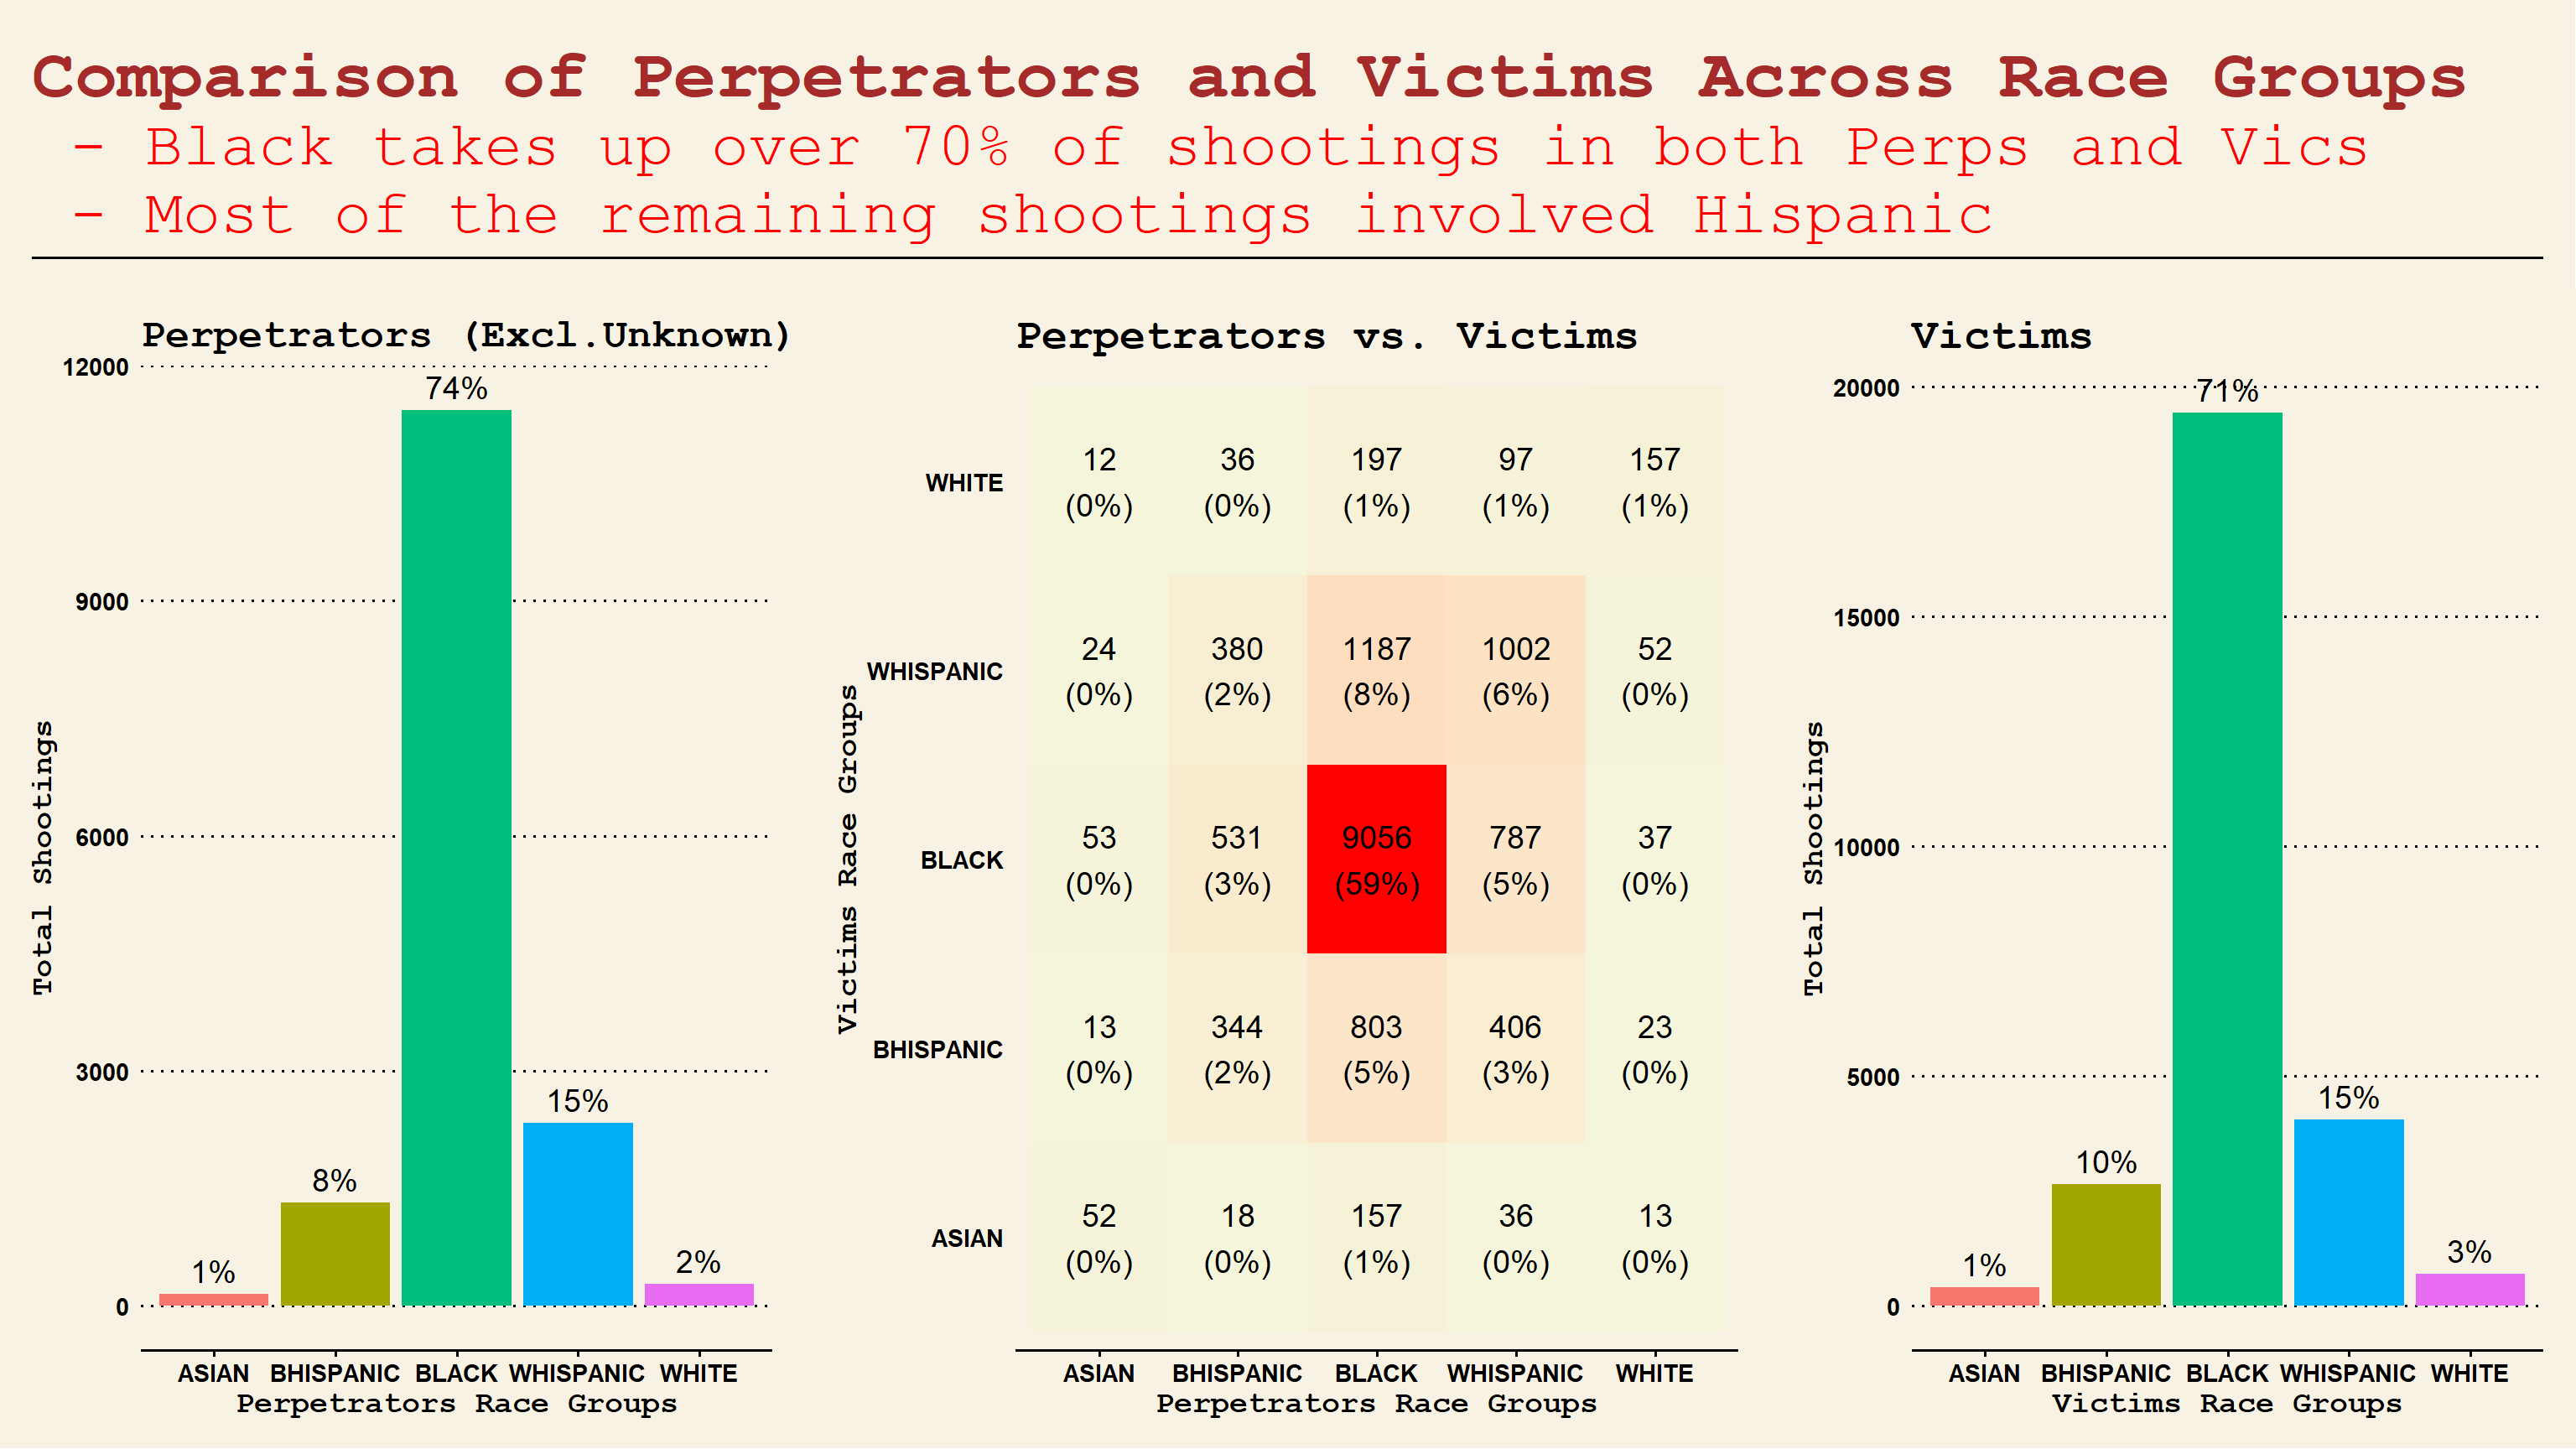 Comparison of Perpetrators and Victims Across Race Groups
- Black takes up over 70% of shootings in both Perps and Vics
- Most of the remaining shootings involved Hispanic
Perpetrators (Excl.Unknown)
12000
9000
6000
3000
0
Total Shootings
1%
8%
74%
15%
2%
ASIAN BHISPANIC BLACK WHISPANIC WHITE
Perpetrators Race Groups
Perpetrators vs. Victims
Victims Race Groups
WHITE
12 36 197 97 157
(0%) (0%) (1%) (1%) (1%)
WHISPANIC
24 380 1187 1002 52
(0%) (2%) (8%) (6%) (0%)
BLACK
53 531 9056 787 37
(0%) (3%) (59%) (5%) (0%)
BHISPANIC
13 344 803 406 23
(0%) (2%) (5%) (3%) (0%)
ASIAN
52 18 157 36 13
(0%) (0%) (1%) (0%) (0%)
ASIAN BHISPANIC BLACK WHISPANIC WHITE
Perpetrators Race Groups
Victims
20000
15000
10000
5000
0
Total Shootings
1%
10%
71%
15%
3%
ASIAN BHISPANIC BLACK WHISPANIC WHITE
Victims Race Groups